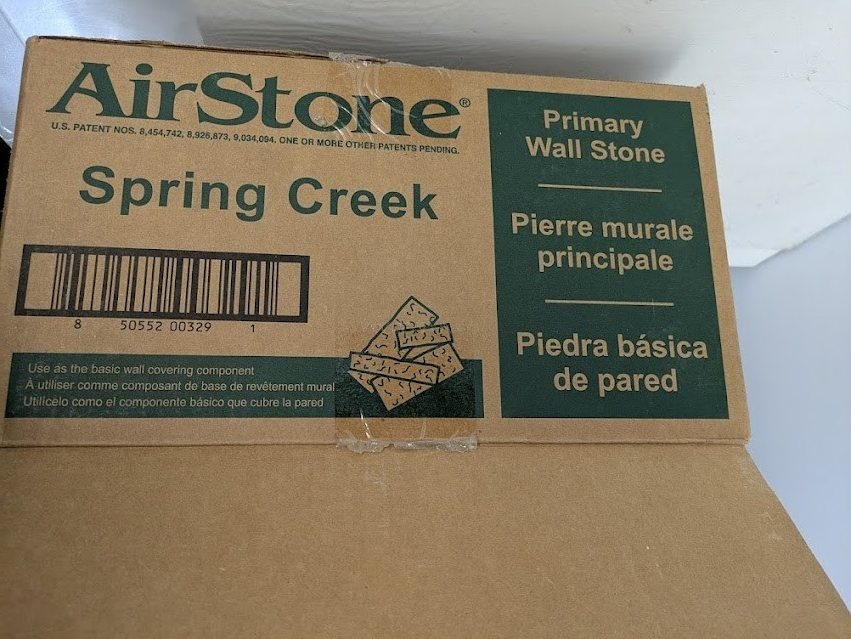 AirStone®
U.S. PATENT NOS. 8,454,742, 8,926,873, 9,034,094. ONE OR MORE OTHER PATENTS PENDING.
Spring Creek
8 50552 00329 1
Use as the basic wall covering component
À utiliser comme composant de base de revêtement mural
Utilícelo como el componente básico que cubre la pared
Primary
Wall Stone
Pierre murale
principale
Piedra básica
de pared